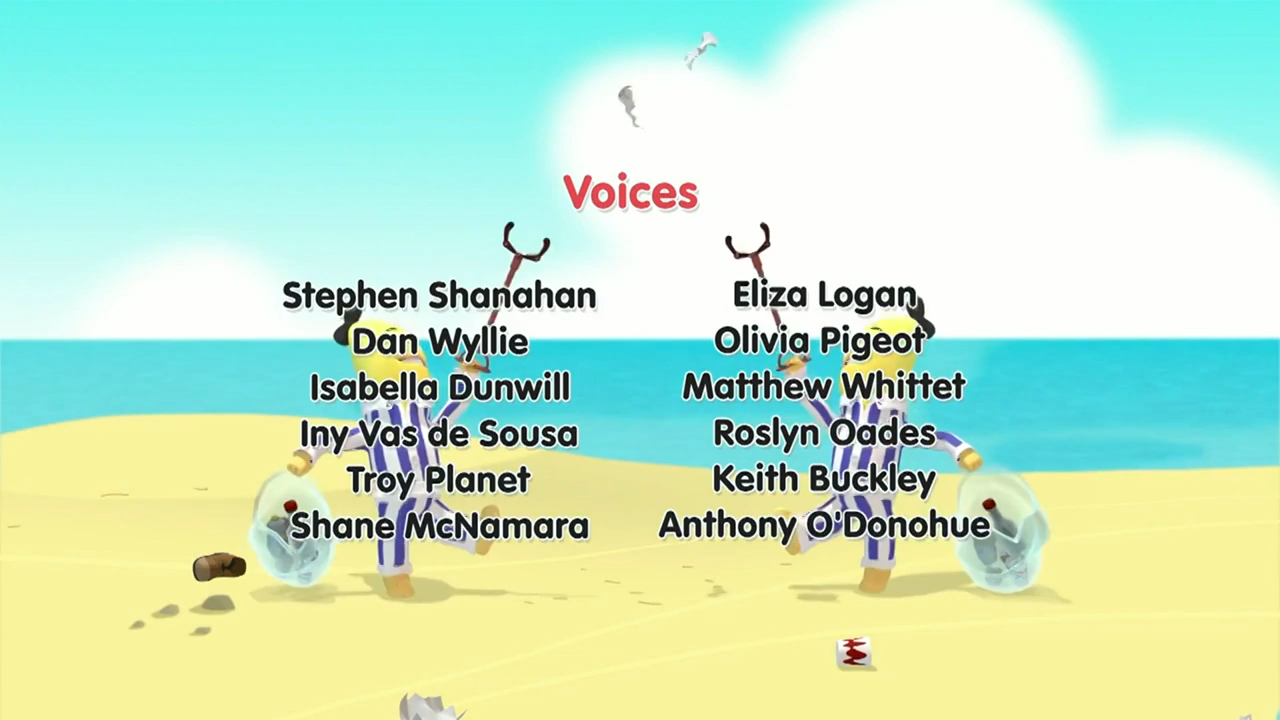 Voices
Stephen Shanahan
Dan Wyllie
Isabella Dunwill
Iny Vas de Sousa
Troy Planet
Shane McNamara
Eliza Logan
Olivia Pigeot
Matthew Whittet
Roslyn Oades
Keith Buckley
Anthony O'Donohue